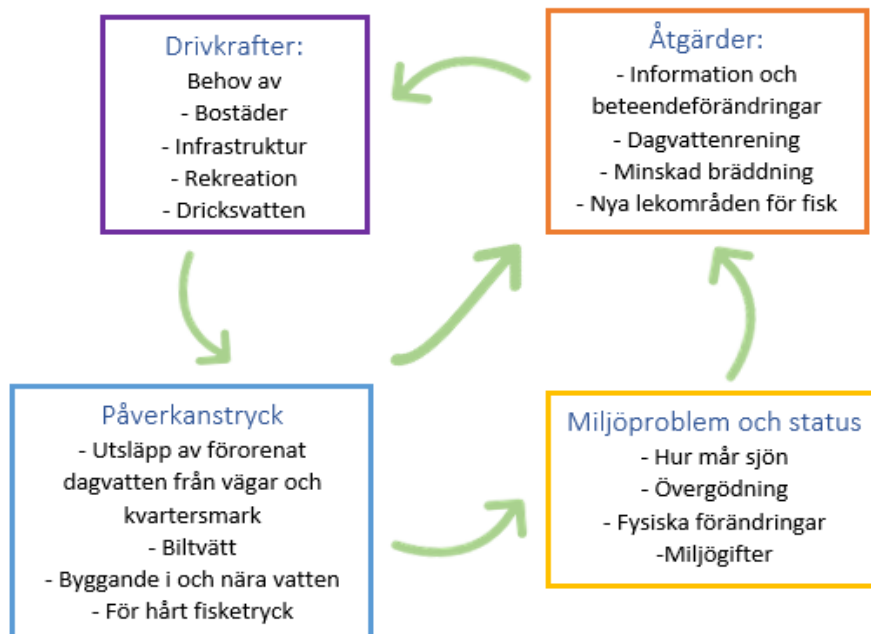 Drivkrafter:
Behov av
- Bostäder
- Infrastruktur
- Rekreation
- Dricksvatten
Åtgärder:
- Information och
beteendeförändringar
- Dagvattenrening
- Minskad bräddning
- Nya lekområden för fisk
Påverkanstryck
- Utsläpp av förorenat
dagvatten från vägar och
kvartersmark
- Biltvätt
- Byggande i och nära vatten
- För hårt fisketryck
Miljöproblem och status
- Hur mår sjön
- Övergödning
- Fysiska förändringar
-Miljögifter